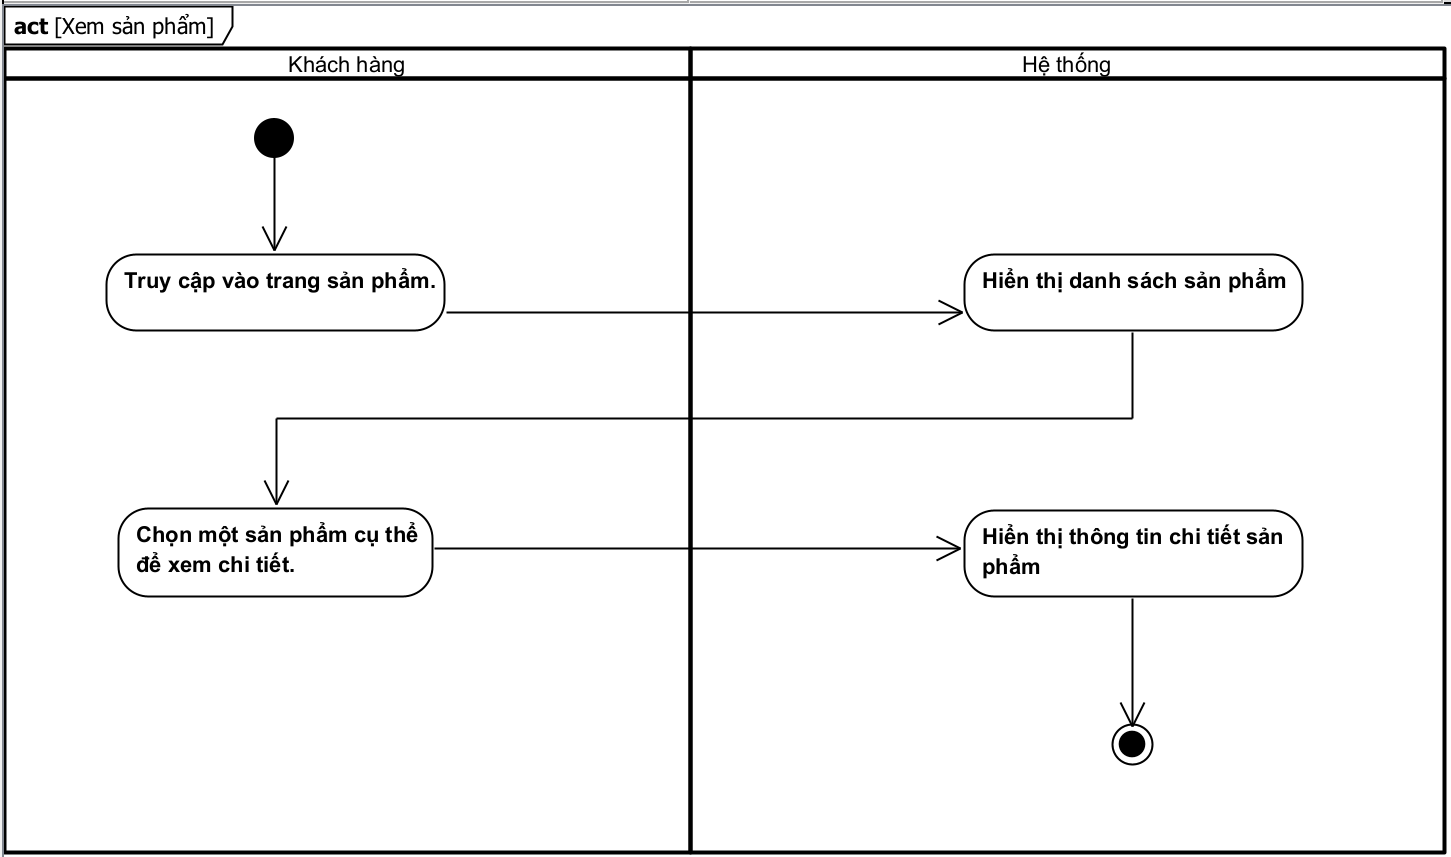 act [Xem sản phẩm]
Khách hàng
Hệ thống
Truy cập vào trang sản phẩm.
Hiển thị danh sách sản phẩm
Chọn một sản phẩm cụ thể
để xem chi tiết.
Hiển thị thông tin chi tiết sản
phẩm